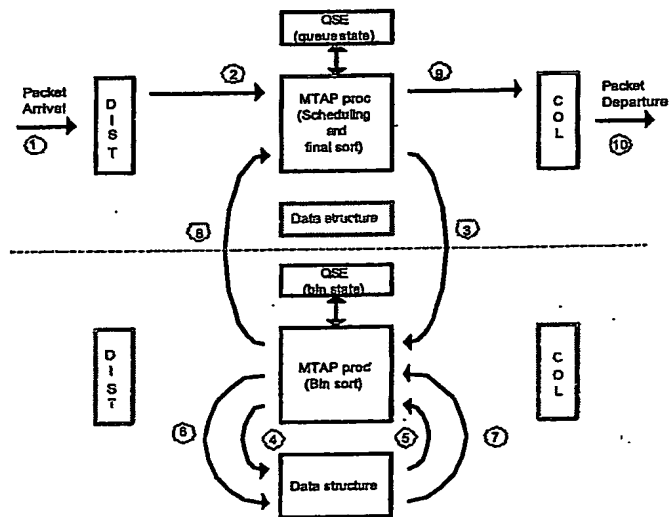 QSE
(queue state)
2
9
Packet
Arrival
1
D
I
S
T
MTAP proc
(Scheduling
and
final sort)
C
O
L
Packet
Departure
10
8
Data structure
3
QSE
(bin state)
D
I
S
T
MTAP proc
(Bin sort)
C
O
L
6
4
5
7
Data structure